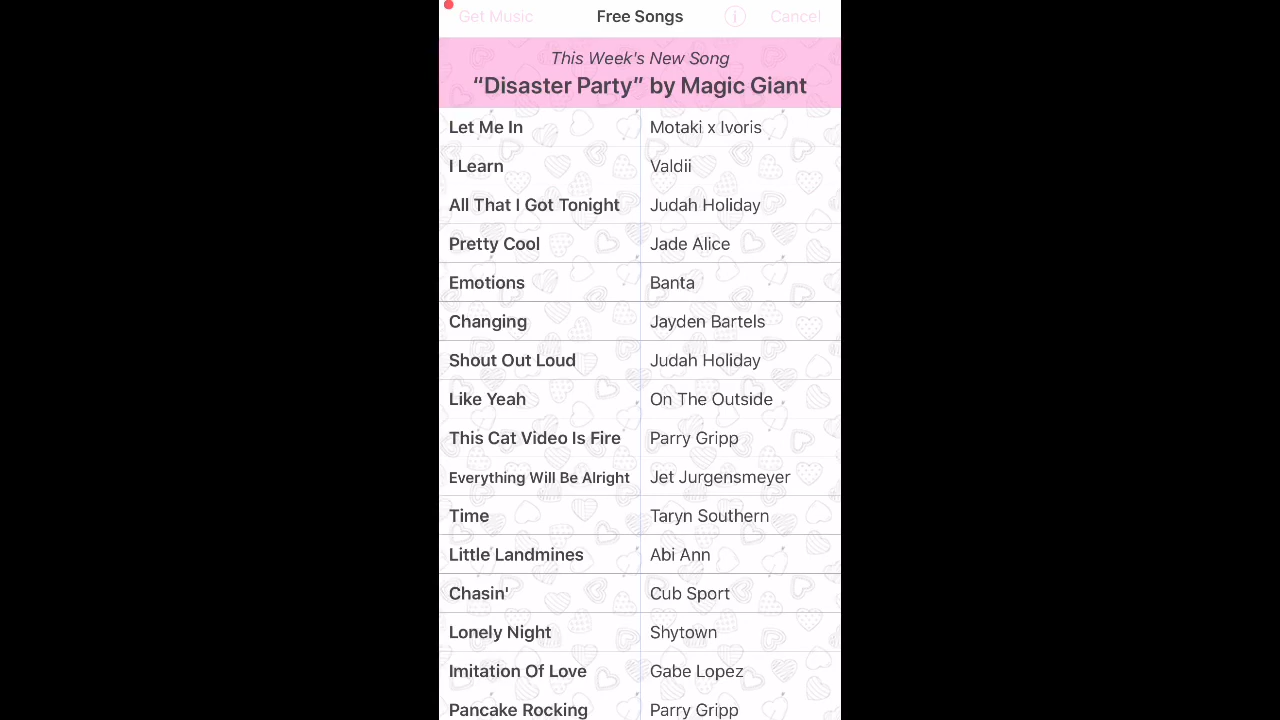 Get Music Free Songs i Cancel
This Week's New Song
“Disaster Party” by Magic Giant
Let Me In Motaki x Ivoris
I Learn Valdii
All That I Got Tonight Judah Holiday
Pretty Cool Jade Alice
Emotions Banta
Changing Jayden Bartels
Shout Out Loud Judah Holiday
Like Yeah On The Outside
This Cat Video Is Fire Parry Gripp
Everything Will Be Alright Jet Jurgensmeyer
Time Taryn Southern
Little Landmines Abi Ann
Chasin' Cub Sport
Lonely Night Shytown
Imitation Of Love Gabe Lopez
Pancake Rocking Parry Gripp